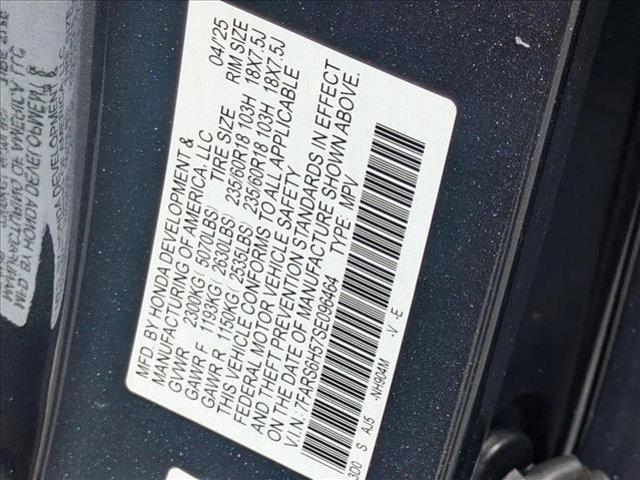 MFD. BY HONDA DEVELOPMENT & 04/'25
MANUFACTURING OF AMERICA, LLC
GVWR 2300KG( 5070LBS) TIRE SIZE RIM SIZE
GAWR F 1193KG( 2630LBS) 235/60R18 103H 18X7.5J
GAWR R 1150KG( 2535LBS) 235/60R18 103H 18X7.5J
THIS VEHICLE CONFORMS TO ALL APPLICABLE
FEDERAL MOTOR VEHICLE SAFETY
AND THEFT PREVENTION STANDARDS IN EFFECT
ON THE DATE OF MANUFACTURE SHOWN ABOVE.
V.I.N.: 7FARS6H57SE096464 TYPE: MPV
300 S AJ5 -NH904M -V -E